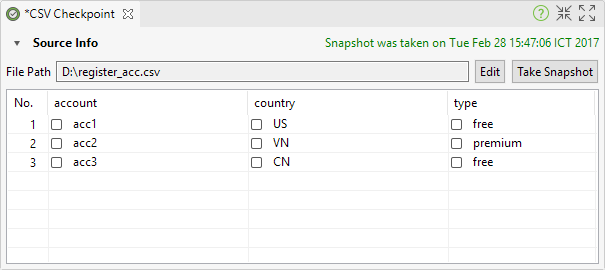 *CSV Checkpoint
Source Info Snapshot was taken on Tue Feb 28 15:47:06 ICT 2017
File Path D:\register_acc.csv Edit Take Snapshot
No. account country type
1 acc1 US free
2 acc2 VN premium
3 acc3 CN free